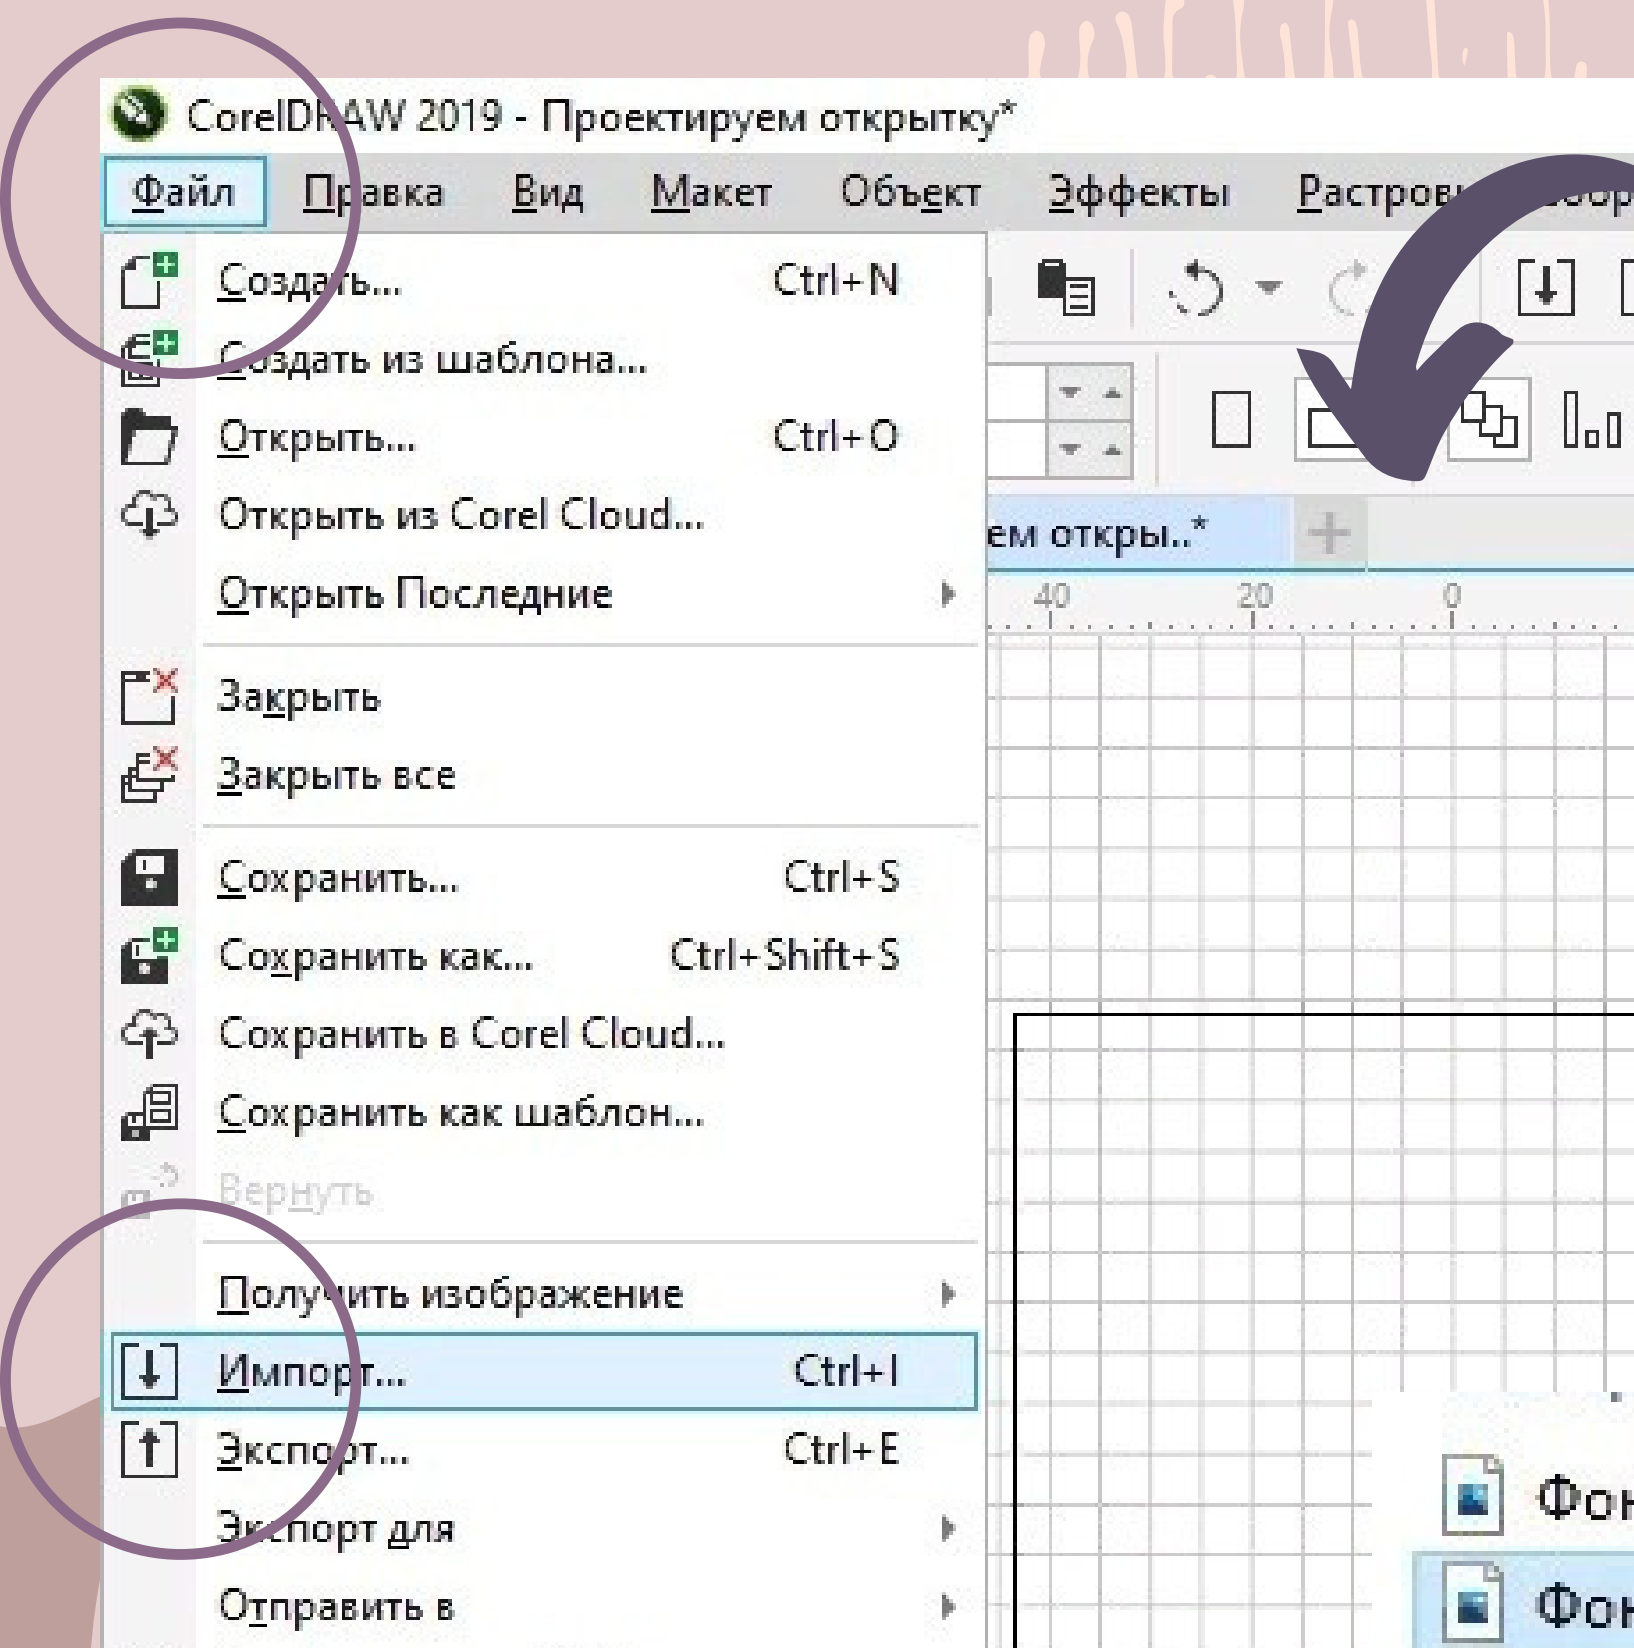 CorelDRAW 2019 - Проектируем открытку*
Файл Правка Вид Макет Объект Эффекты
Создать... Ctrl+N
Создать из шаблона...
Открыть... Ctrl+O
Открыть из Corel Cloud...
ем откры..*
Открыть Последние
40 20 0
Закрыть
Закрыть все
Сохранить... Ctrl+S
Сохранить как... Ctrl+Shift+S
Сохранить в Corel Cloud...
Сохранить как шаблон...
Вернуть
Получить изображение
Импорт... Ctrl+I
Экспорт... Ctrl+E
Фон
Экспорт для
Отправить в
Фон